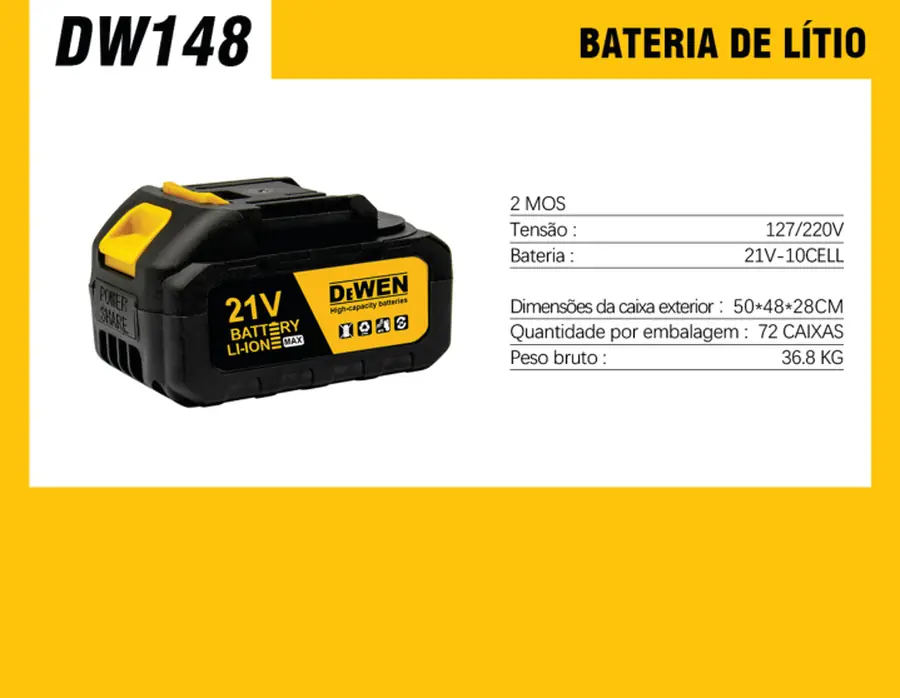 DW148
BATERIA DE LÍTIO
2 MOS
Tensão : 127/220V
Bateria : 21V-10CELL
Dimensões da caixa exterior : 50*48*28CM
Quantidade por embalagem : 72 CAIXAS
Peso bruto : 36.8 KG
POWER
SHARE
21V
BATTERY
LI-ION
MAX
DEWEN
High-capacity batteries